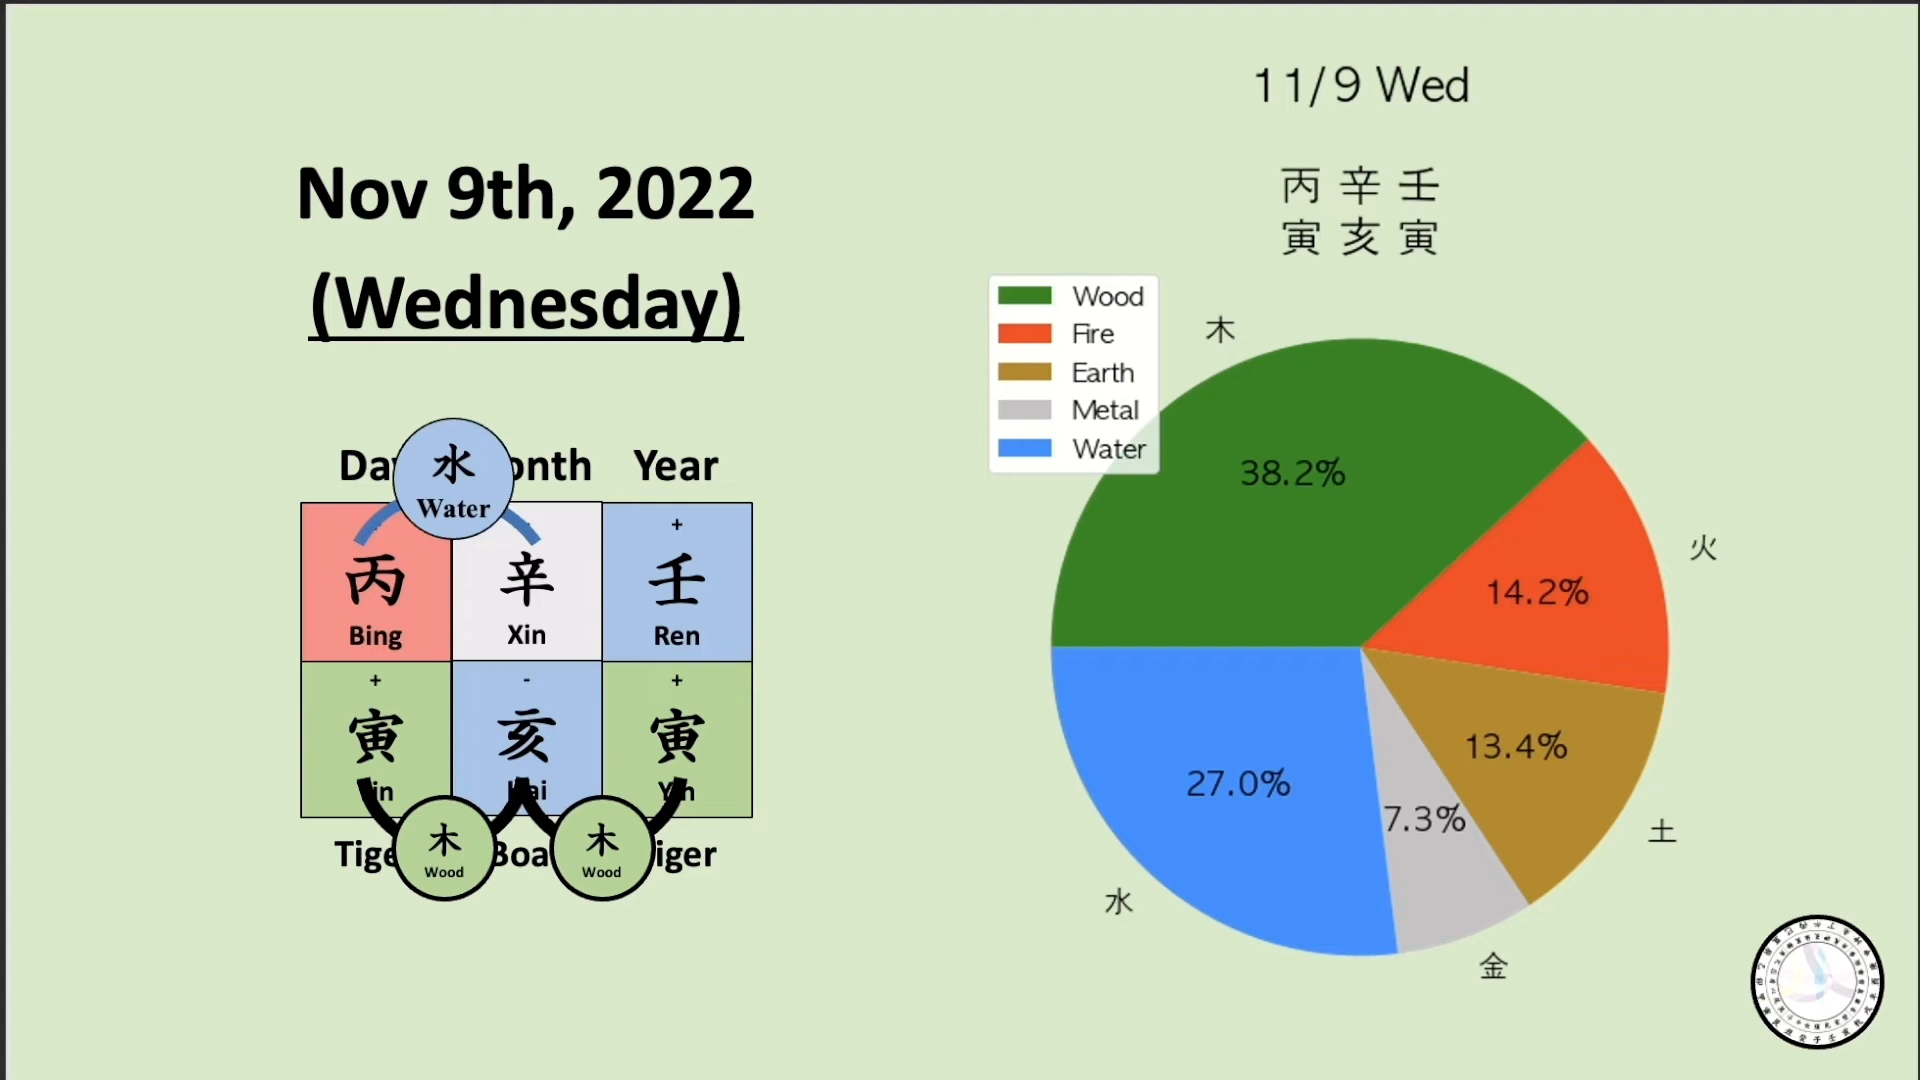 Nov 9th, 2022
(Wednesday)
水
Water
Year
+
丙 辛 壬
Bing Xin Ren
+ - +
寅 亥 寅
木 木
Wood Wood
11/9 Wed
丙 辛 壬
寅 亥 寅
Wood
Fire
Earth
Metal
Water
木
38.2%
火
14.2%
13.4%
土
7.3%
金
27.0%
水